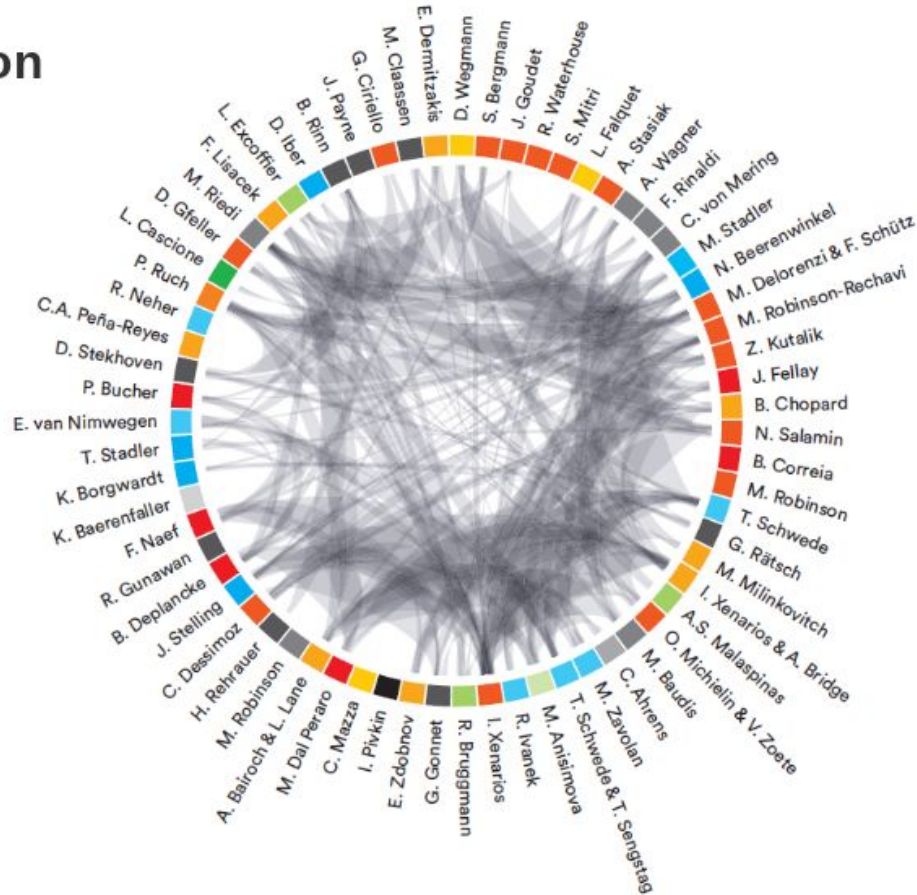 on
E. Dermitzakis
D. Wegmann
S. Bergmann
J. Goudet
R. Waterhouse
S. Mitri
L. Falquet
A. Stasiak
A. Wagner
F. Rinaldi
C. von Mering
M. Stadler
N. Beerenwinkel
M. Delorenzi & F. Schütz
M. Robinson-Rechavi
Z. Kutalik
J. Fellay
B. Chopard
N. Salamin
B. Correia
M. Robinson
T. Schwede
G. Rätsch
M. Milinkovitch
I. Xenarios & A. Bridge
A.S. Malaspinas
O. Michielin & V. Zoete
M. Baudis
C. Ahrens
M. Zavolan
T. Schwede & T. Sengstag
M. Anisimova
R. Ivanek
I. Xenarios
R. Bruggmann
G. Gonnet
E. Zdobnov
I. Pivkin
C. Mazza
M. Dal Peraro
A. Bairoch & L. Lane
M. Robinson
H. Rehrauer
C. Dessimoz
J. Stelling
B. Deplancke
R. Gunawan
F. Naef
K. Baerenfaller
K. Borgwardt
T. Stadler
E. van Nimwegen
P. Bucher
D. Stekhoven
C.A. Peña-Reyes
R. Neher
P. Ruch
L. Cascione
D. Gfeller
M. Riedi
F. Lisacek
L. Excoffier
D. Iber
B. Rinn
J. Payne
G. Ciriello
M. Claassen